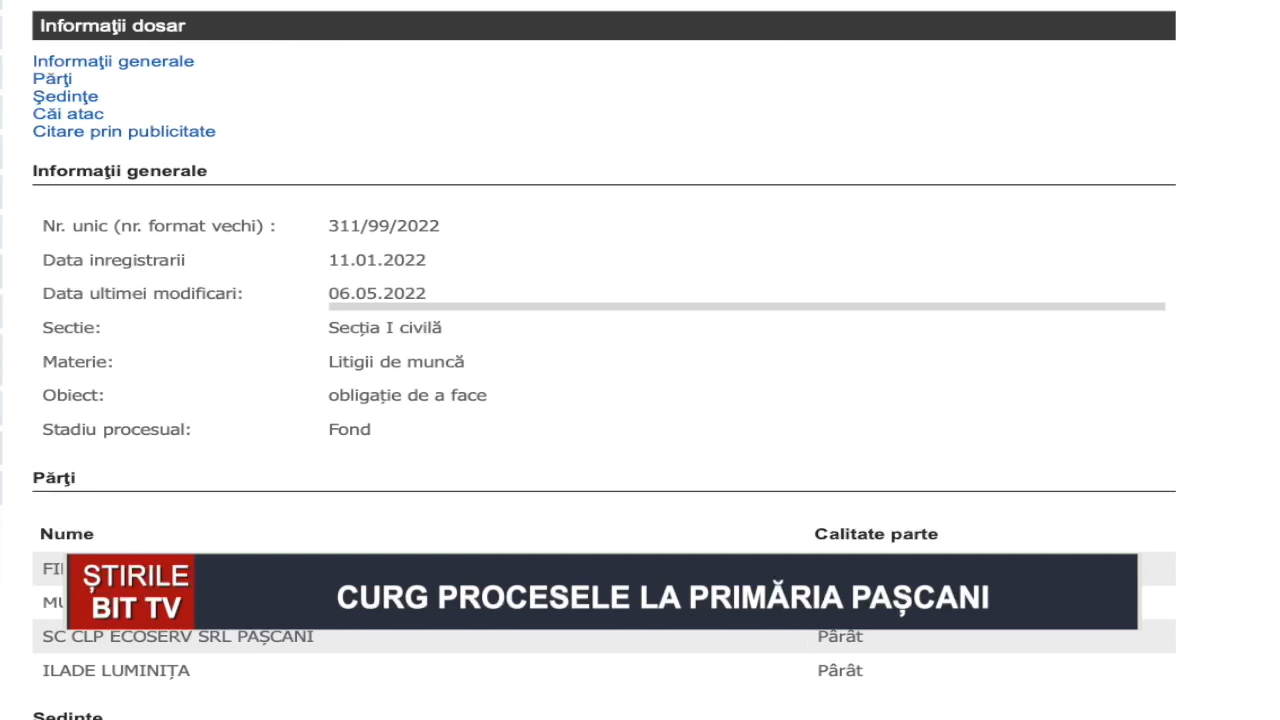 Informaţii dosar
Informaţii generale
Părţi
Şedinţe
Căi atac
Citare prin publicitate
Informaţii generale
Nr. unic (nr. format vechi) : 311/99/2022
Data inregistrarii 11.01.2022
Data ultimei modificari: 06.05.2022
Sectie: Secția I civilă
Materie: Litigii de muncă
Obiect: obligație de a face
Stadiu procesual: Fond
Părţi
Nume Calitate parte
ȘTIRILE
BIT TV
CURG PROCESELE LA PRIMĂRIA PAȘCANI
SC CLP ECOSERV SRL PAȘCANI Pârât
ILADE LUMINIȚA Pârât
Şedinţe